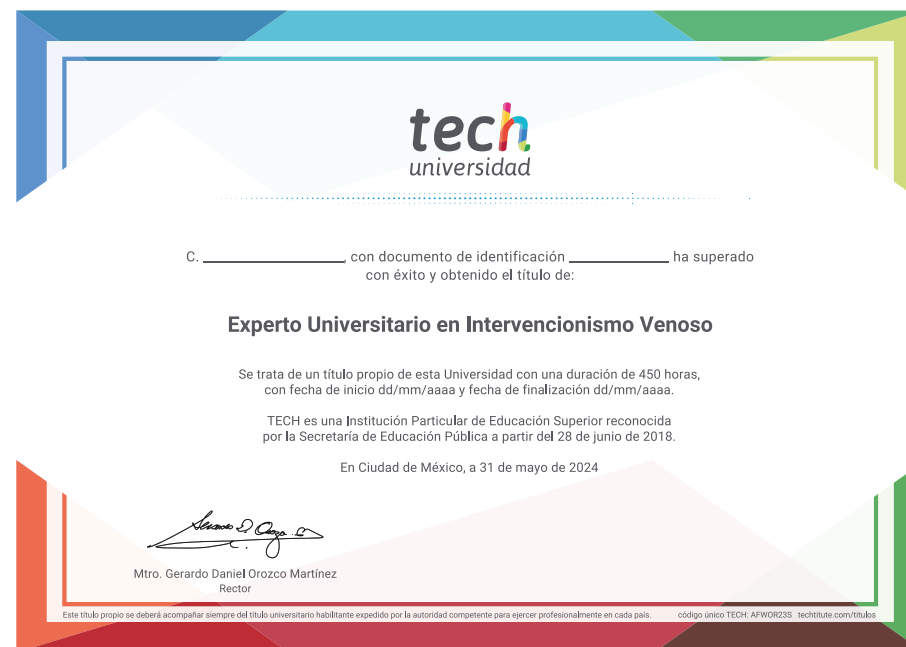 tech
universidad
C. ____________________, con documento de identificación ______________ ha superado
con éxito y obtenido el título de:
Experto Universitario en Intervencionismo Venoso
Se trata de un título propio de esta Universidad con una duración de 450 horas,
con fecha de inicio dd/mm/aaaa y fecha de finalización dd/mm/aaaa.
TECH es una Institución Particular de Educación Superior reconocida
por la Secretaría de Educación Pública a partir del 28 de junio de 2018.
En Ciudad de México, a 31 de mayo de 2024
Mtro. Gerardo Daniel Orozco Martínez
Rector
Este título propio se deberá acompañar siempre del título universitario habilitante expedido por la autoridad competente para ejercer profesionalmente en cada país. código único TECH: AFWOR23S techtitute.com/titulos